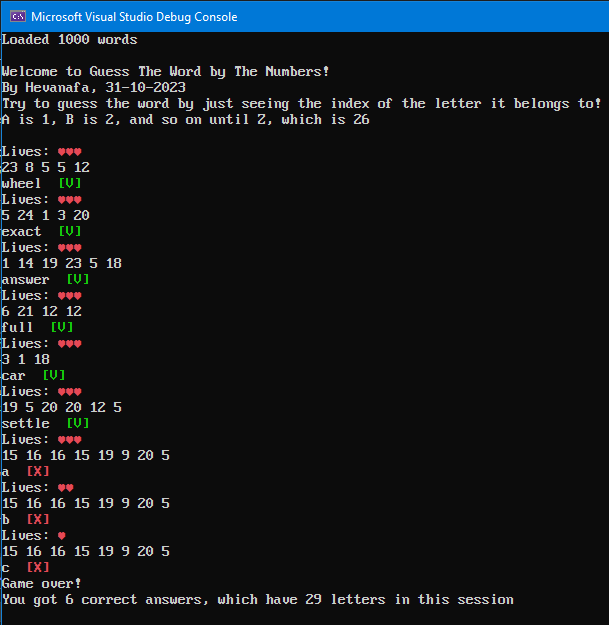 Microsoft Visual Studio Debug Console
Loaded 1000 words
Welcome to Guess The Word by The Numbers!
By Hevanafa, 31-10-2023
Try to guess the word by just seeing the index of the letter it belongs to!
A is 1, B is 2, and so on until Z, which is 26
Lives: ♥♥♥
23 8 5 5 12
wheel [V]
Lives: ♥♥♥
5 24 1 3 20
exact [V]
Lives: ♥♥♥
1 14 19 23 5 18
answer [V]
Lives: ♥♥♥
6 21 12 12
full [V]
Lives: ♥♥♥
3 1 18
car [V]
Lives: ♥♥♥
19 5 20 20 12 5
settle [V]
Lives: ♥♥♥
15 16 16 15 19 9 20 5
a [X]
Lives: ♥♥
15 16 16 15 19 9 20 5
b [X]
Lives: ♥
15 16 16 15 19 9 20 5
c [X]
Game over!
You got 6 correct answers, which have 29 letters in this session